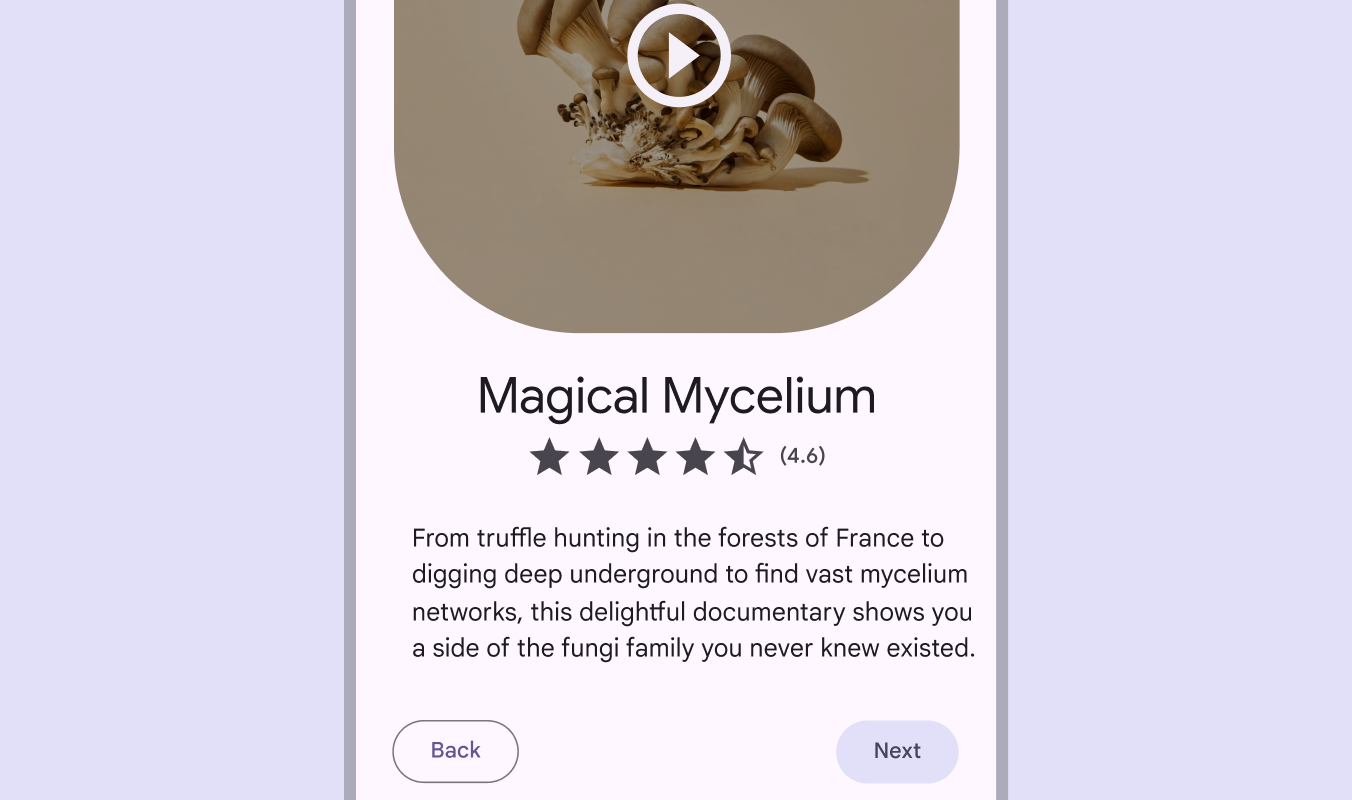 Magical Mycelium
(4.6)
From truffle hunting in the forests of France to
digging deep underground to find vast mycelium
networks, this delightful documentary shows you
a side of the fungi family you never knew existed.
Back
Next